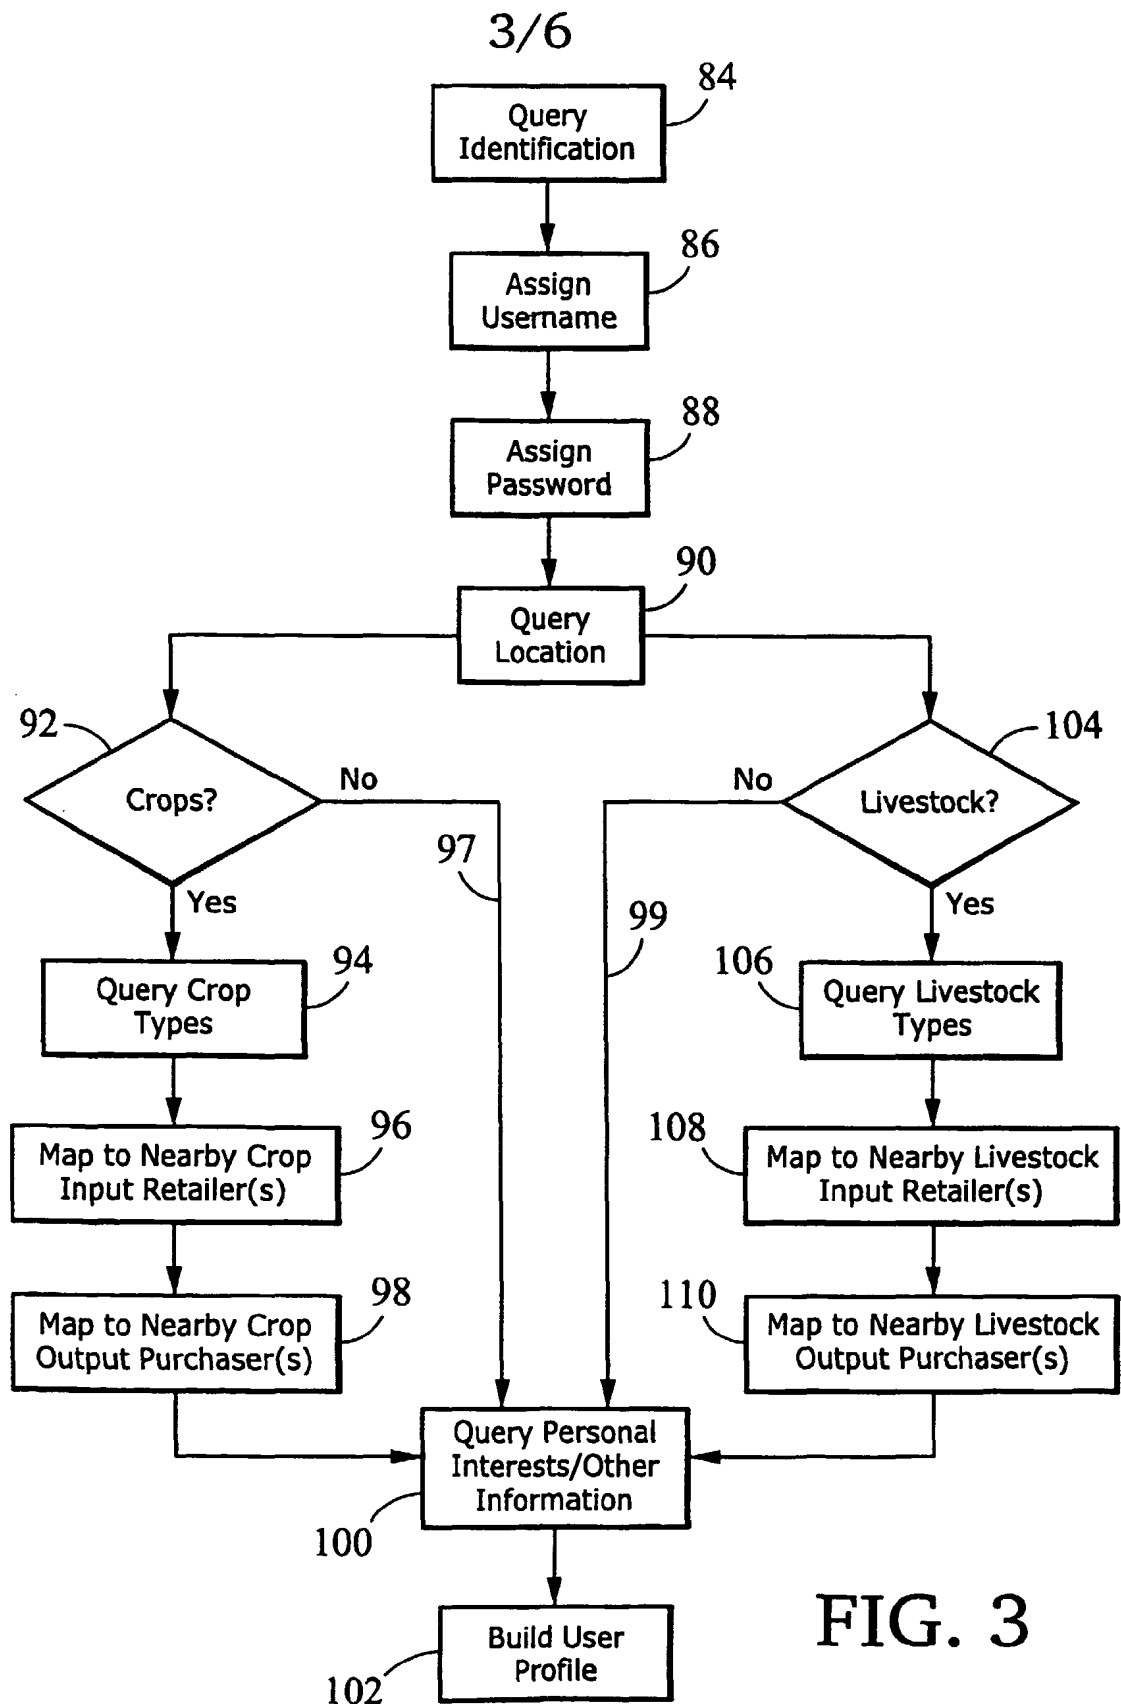 3/6
84
Query
Identification
86
Assign
Username
88
Assign
Password
90
Query
Location
92
Crops?
No
Yes
104
Livestock?
No
Yes
97
99
94
Query Crop
Types
106
Query Livestock
Types
96
Map to Nearby Crop
Input Retailer(s)
108
Map to Nearby Livestock
Input Retailer(s)
98
Map to Nearby Crop
Output Purchaser(s)
110
Map to Nearby Livestock
Output Purchaser(s)
Query Personal
Interests/Other
Information
100
Build User
Profile
102
FIG. 3